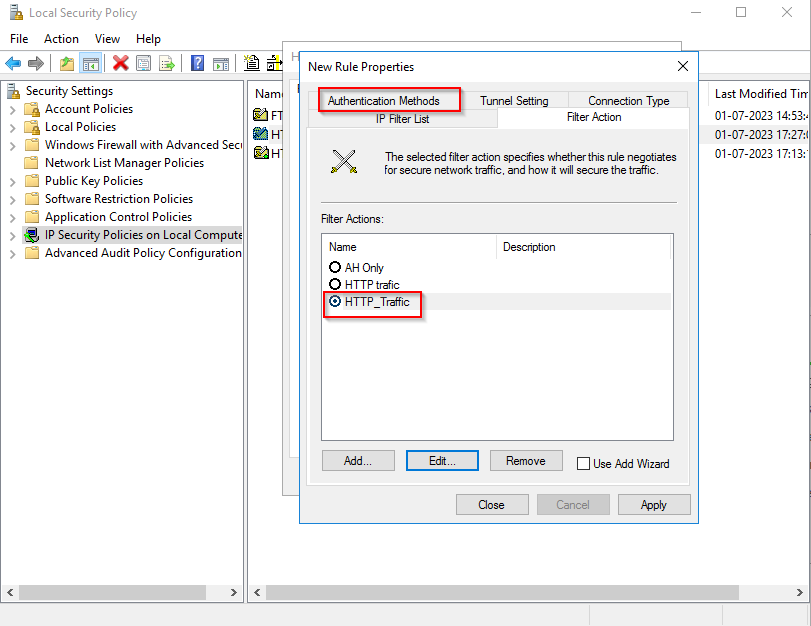 Local Security Policy
File Action View Help
Security Settings
Account Policies
Local Policies
Windows Firewall with Advanced Secu
Network List Manager Policies
Public Key Policies
Software Restriction Policies
Application Control Policies
IP Security Policies on Local Compute
Advanced Audit Policy Configuration
Name
FT
HT
HT
Last Modified Tim
01-07-2023 14:53:
01-07-2023 17:27:
01-07-2023 17:13:
New Rule Properties
Authentication Methods Tunnel Setting Connection Type
IP Filter List Filter Action
The selected filter action specifies whether this rule negotiates
for secure network traffic, and how it will secure the traffic.
Filter Actions:
Name Description
AH Only
HTTP trafic
HTTP_Traffic
Add... Edit... Remove Use Add Wizard
Close Cancel Apply